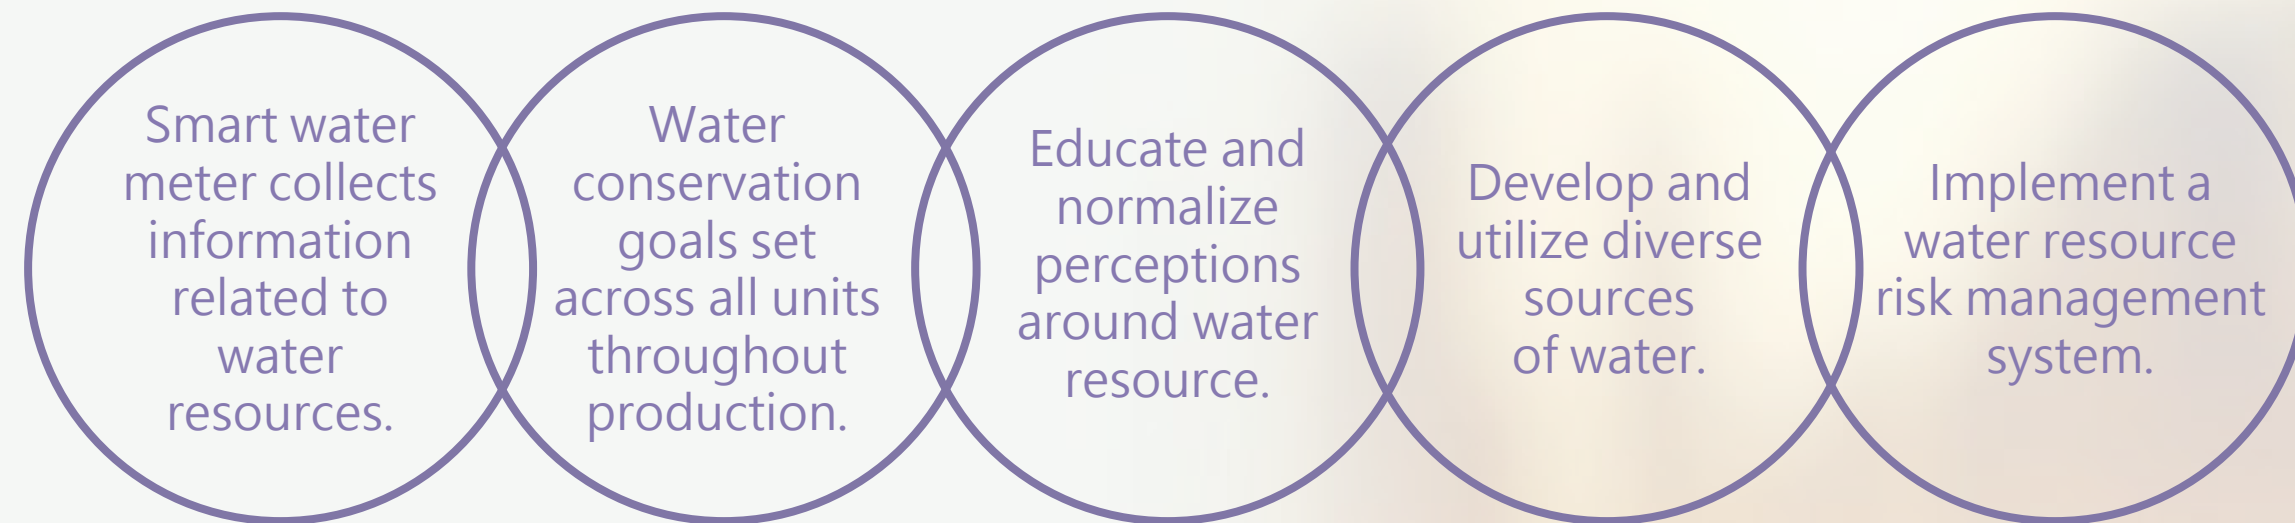 Smart water
meter collects
information
related to
water
resources.
Water
conservation
goals set
across all units
throughout
production.
Educate and
normalize
perceptions
around water
resource.
Develop and
utilize diverse
sources
of water.
Implement a
water resource
risk management
system.